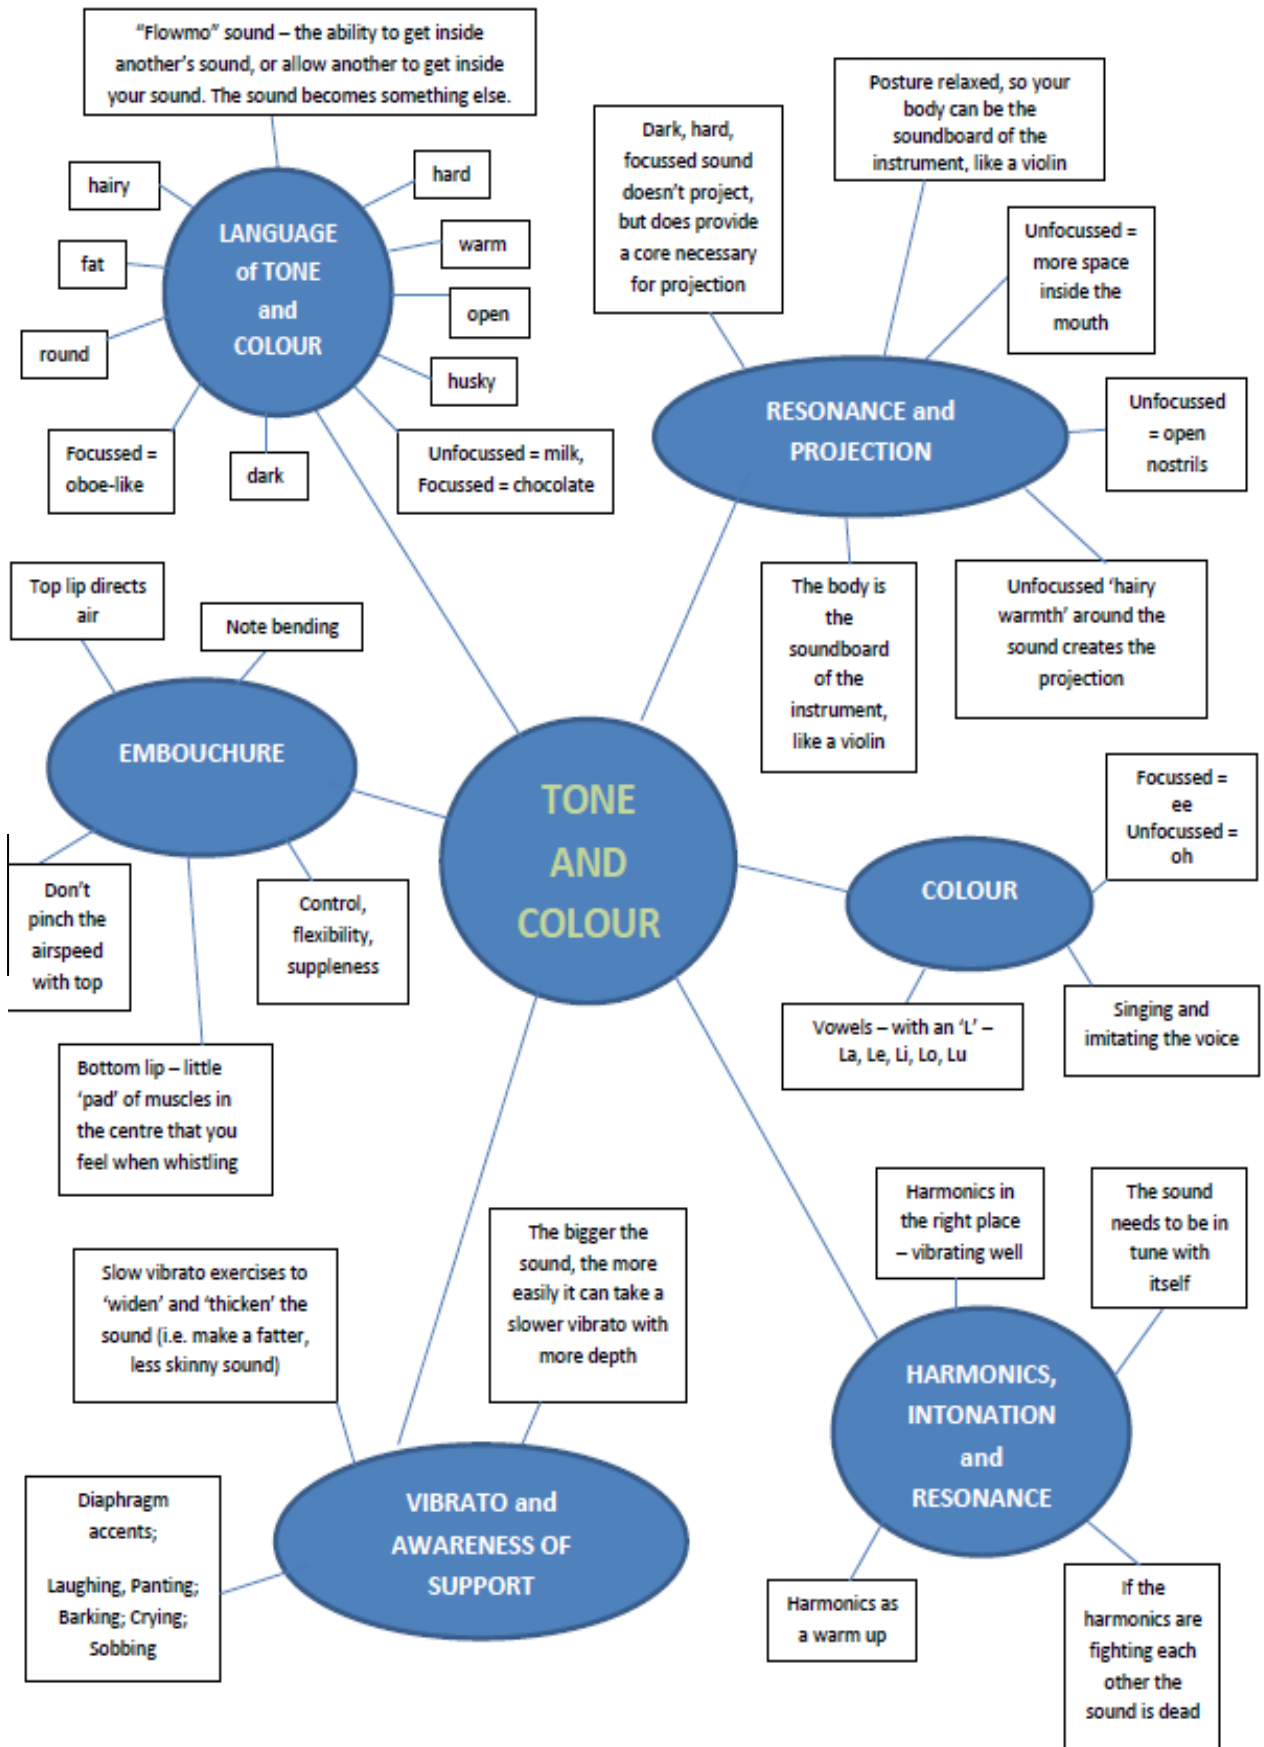 “Flowmo” sound – the ability to get inside
another’s sound, or allow another to get inside
your sound. The sound becomes something else.
hairy
hard
fat
warm
open
round
husky
Focussed =
oboe-like
dark
Unfocussed = milk,
Focussed = chocolate
LANGUAGE
of TONE
and
COLOUR
Dark, hard,
focussed sound
doesn’t project,
but does provide
a core necessary
for projection
Posture relaxed, so your
body can be the
soundboard of the
instrument, like a violin
Unfocussed =
more space
inside the
mouth
Unfocussed
= open
nostrils
RESONANCE and
PROJECTION
The body is
the
soundboard
of the
instrument,
like a violin
Unfocussed ‘hairy
warmth’ around the
sound creates the
projection
Top lip directs
air
Note bending
EMBOUCHURE
Don’t
pinch the
airspeed
with top
Control,
flexibility,
suppleness
Bottom lip – little
‘pad’ of muscles in
the centre that you
feel when whistling
TONE
AND
COLOUR
Focussed =
ee
Unfocussed =
oh
COLOUR
Vowels – with an ‘L’ –
La, Le, Li, Lo, Lu
Singing and
imitating the voice
Slow vibrato exercises to
‘widen’ and ‘thicken’ the
sound (i.e. make a fatter,
less skinny sound)
The bigger the
sound, the more
easily it can take a
slower vibrato with
more depth
Diaphragm
accents;
Laughing, Panting;
Barking; Crying;
Sobbing
VIBRATO and
AWARENESS OF
SUPPORT
Harmonics in
the right place
– vibrating well
The sound
needs to be in
tune with
itself
HARMONICS,
INTONATION
and
RESONANCE
Harmonics as
a warm up
If the
harmonics are
fighting each
other the
sound is dead